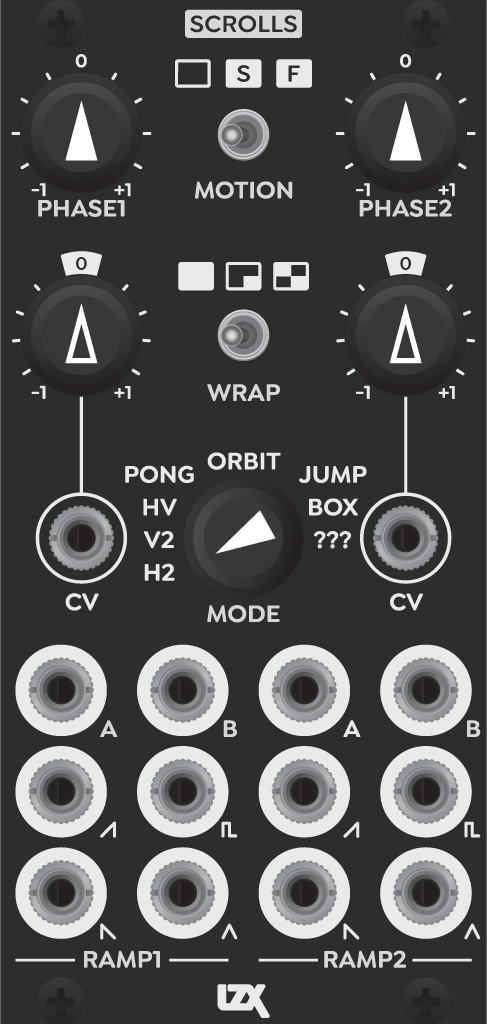 SCROLLS
0 S F 0
-1 +1 -1 +1
PHASE1 MOTION PHASE2
0 0
-1 +1 -1 +1
WRAP
ORBIT
PONG JUMP
HV BOX
V2 ???
H2
CV MODE CV
A B A B
RAMP1 RAMP2
LZX